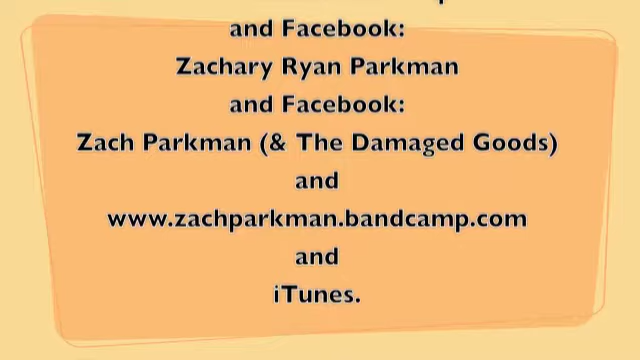 and Facebook:
Zachary Ryan Parkman
and Facebook:
Zach Parkman (& The Damaged Goods)
and
www.zachparkman.bandcamp.com
and
iTunes.